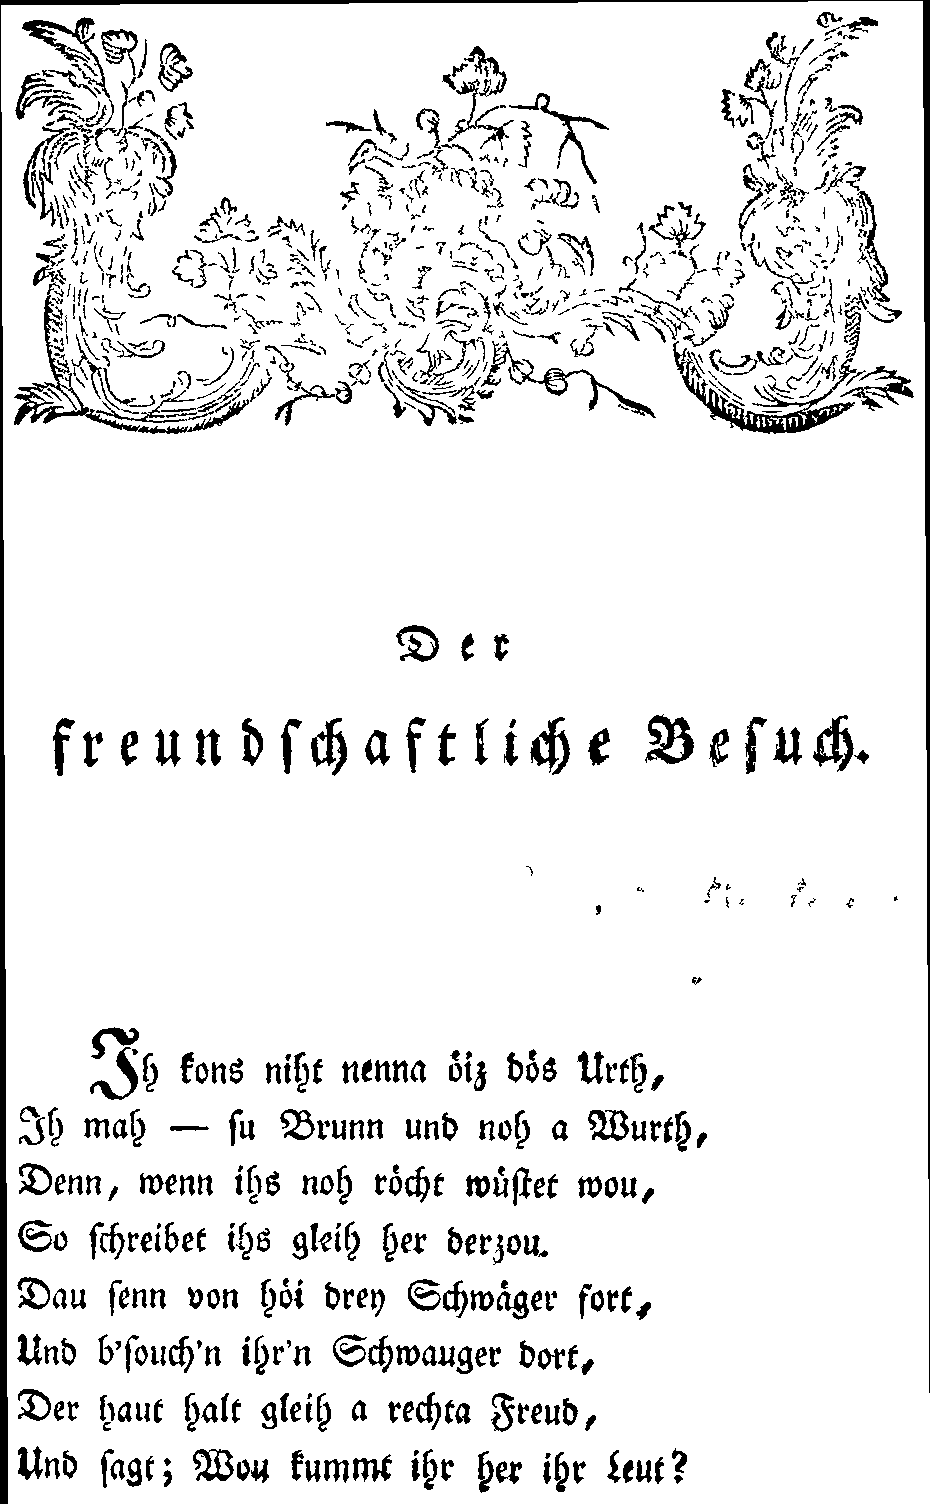 Der
freundschaftliche Besuch.
Ih kons niht nenna öiz dös Urth,
Ih mah — su Brunn und noh a Wurth,
Denn, wenn ihs noh röcht wüstet wou,
So schreibet ihs gleih her derzou.
Dau senn von höi drey Schwäger fort,
Und b'souch'n ihr'n Schwauger dort,
Der haut halt gleih a rechta Freud,
Und sagt; Wou kummt ihr her ihr Leut?